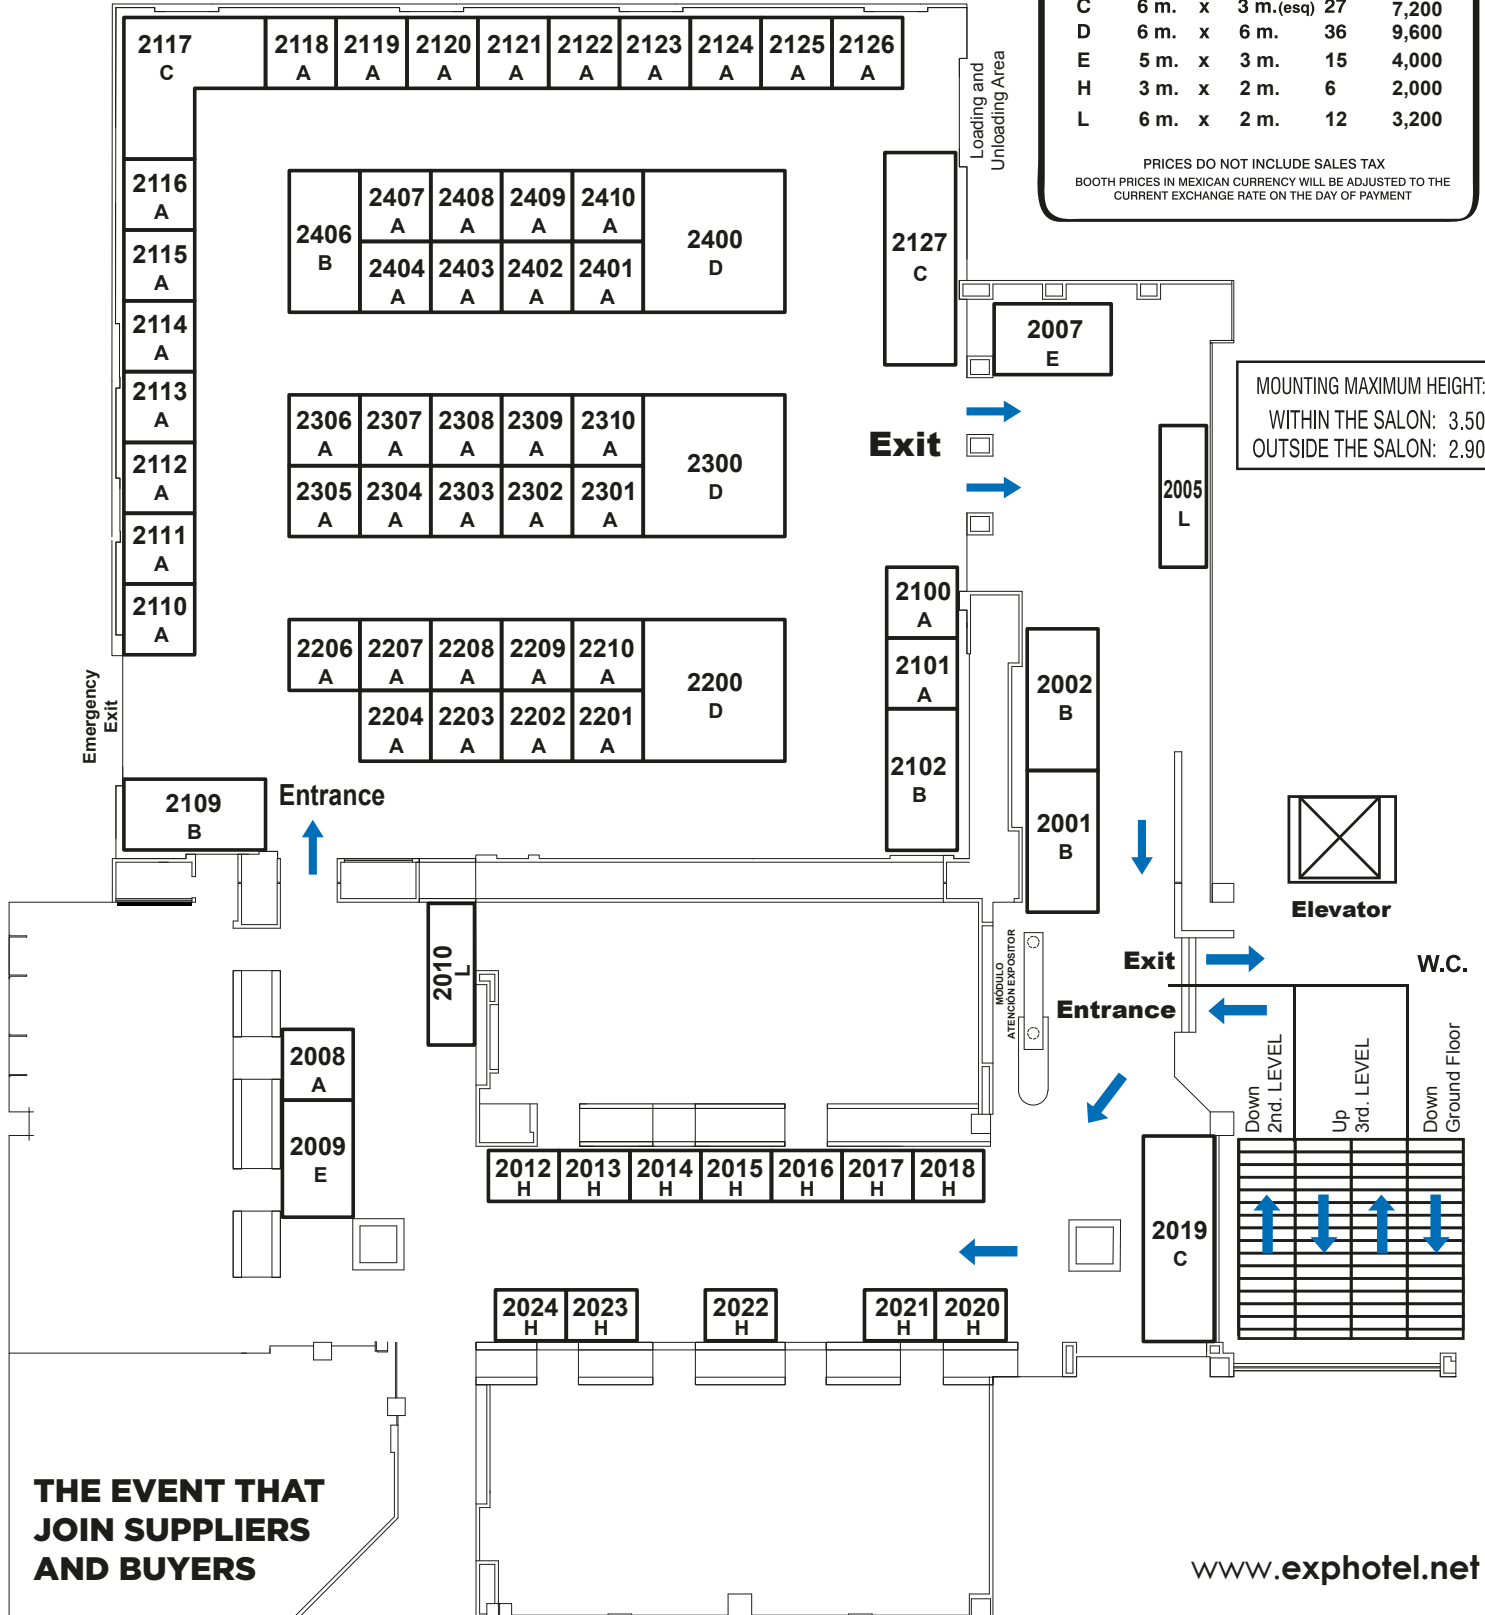 C 6 m. x 3 m.(esq) 27 7,200
D 6 m. x 6 m. 36 9,600
E 5 m. x 3 m. 15 4,000
H 3 m. x 2 m. 6 2,000
L 6 m. x 2 m. 12 3,200
PRICES DO NOT INCLUDE SALES TAX
BOOTH PRICES IN MEXICAN CURRENCY WILL BE ADJUSTED TO THE
CURRENT EXCHANGE RATE ON THE DAY OF PAYMENT
2117 2118 2119 2120 2121 2122 2123 2124 2125 2126
C A A A A A A A A A
Loading and
Unloading Area
2116
A
2115
A
2114
A
2113
A
2112
A
2111
A
2110
A
2406
B
2407 2408 2409 2410
A A A A
2404 2403 2402 2401
A A A A
2400
D
2127
C
2007
E
MOUNTING MAXIMUM HEIGHT:
WITHIN THE SALON: 3.50
OUTSIDE THE SALON: 2.90
2306 2307 2308 2309 2310
A A A A A
2305 2304 2303 2302 2301
A A A A A
2300
D
Exit
2005
L
2100
A
2101
A
2102
B
2206 2207 2208 2209 2210
A A A A A
2204 2203 2202 2201
A A A A
2200
D
2002
B
2001
B
Emergency
Exit
2109
B
Entrance
Elevator
2010
L
MÓDULO
ATENCIÓN EXPOSITOR
Exit
W.C.
Entrance
2008
A
2009
E
Down
2nd. LEVEL
Up
3rd. LEVEL
Down
Ground Floor
2012 2013 2014 2015 2016 2017 2018
H H H H H H H
2019
C
2024 2023 2022 2021 2020
H H H H H
THE EVENT THAT
JOIN SUPPLIERS
AND BUYERS
www.exphotel.net